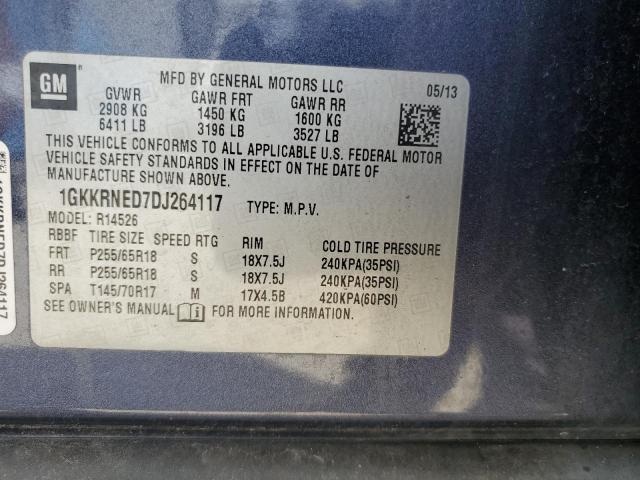 GM
MFD BY GENERAL MOTORS LLC 05/13
GVWR GAWR FRT GAWR RR
2908 KG 1450 KG 1600 KG
6411 LB 3196 LB 3527 LB
THIS VEHICLE CONFORMS TO ALL APPLICABLE U.S. FEDERAL MOTOR
VEHICLE SAFETY STANDARDS IN EFFECT ON THE DATE OF
MANUFACTURE SHOWN ABOVE.
1GKKRNED7DJ264117 TYPE: M.P.V.
MODEL: R14526
RBBF TIRE SIZE SPEED RTG RIM COLD TIRE PRESSURE
FRT P255/65R18 S 18X7.5J 240KPA(35PSI)
RR P255/65R18 S 18X7.5J 240KPA(35PSI)
SPA T145/70R17 M 17X4.5B 420KPA(60PSI)
SEE OWNER'S MANUAL FOR MORE INFORMATION.
1GKKRNED7DJ264117